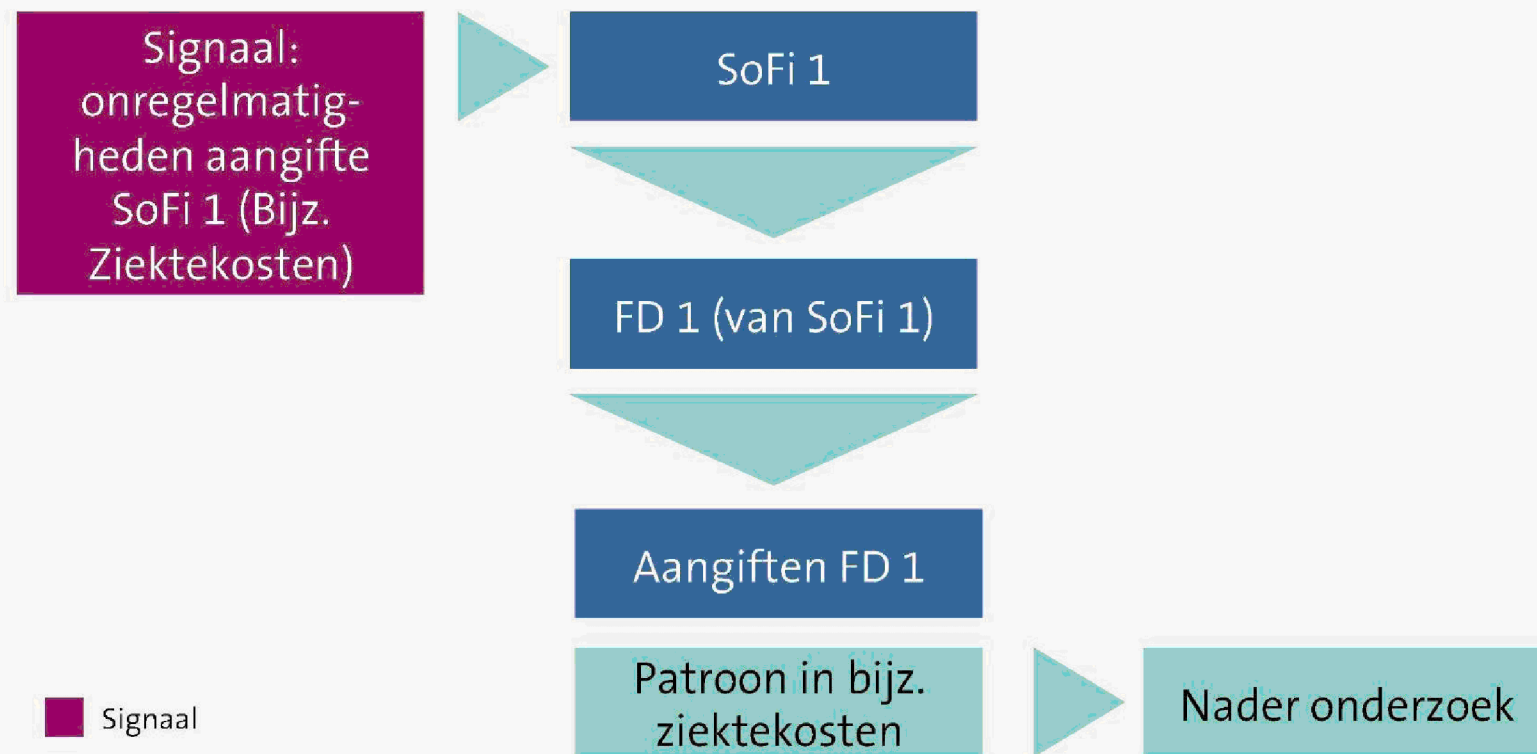 Signaal:
onregelmatig-
heden aangifte
SoFi 1 (Bijz.
Ziektekosten)
SoFi 1
FD 1 (van SoFi 1)
Aangiften FD 1
Patroon in bijz.
ziektekosten
Nader onderzoek
Signaal